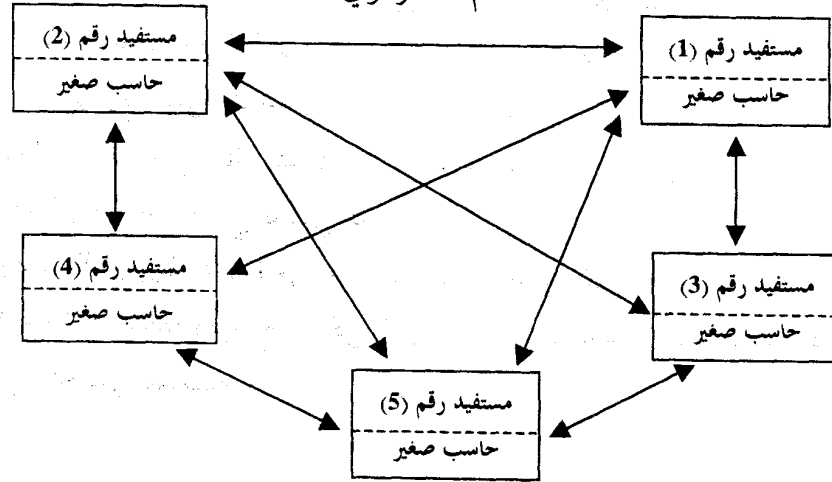 مستفيد رقم (1)
حاسب صغير
مستفيد رقم (2)
حاسب صغير
مستفيد رقم (3)
حاسب صغير
مستفيد رقم (4)
حاسب صغير
مستفيد رقم (5)
حاسب صغير